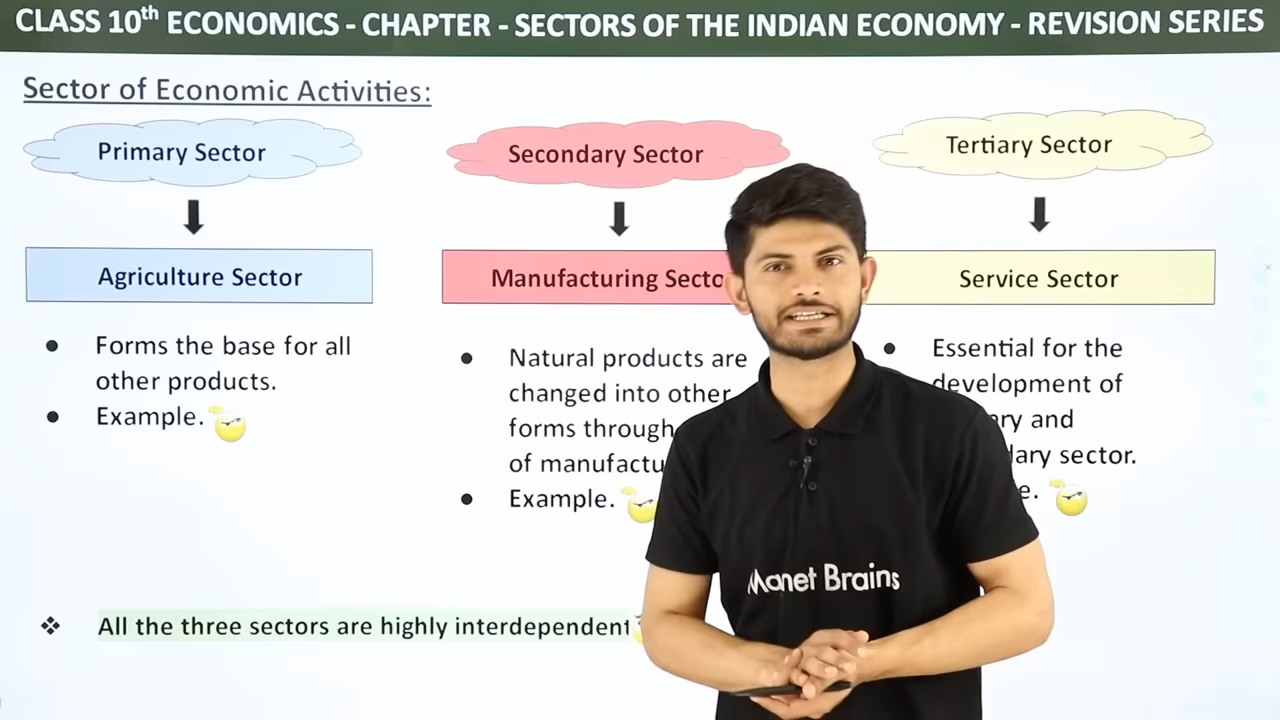 CLASS 10th ECONOMICS - CHAPTER - SECTORS OF THE INDIAN ECONOMY - REVISION SERIES
Sector of Economic Activities:
Primary Sector
Agriculture Sector
● Forms the base for all
other products.
● Example.
Secondary Sector
Manufacturing Secto
● Natural products are
changed into other
forms through
of manufactu
● Example.
Tertiary Sector
Service Sector
● Essential for the
development of
ary and
dary sector.
e.
❖ All the three sectors are highly interdependent
Manet Brains